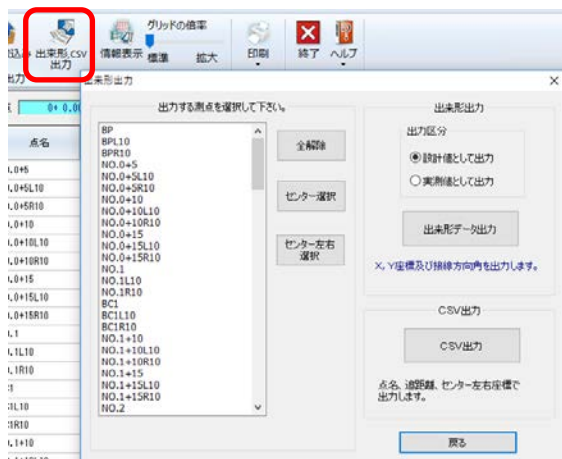 グリッドの倍率
込み 出来形,CSV 情報表示 標準 拡大 印刷 終了 ヘルプ
出力
出力
出来形出力
0+ 0.00
点名
.0+5
.0+5L10
.0+5R10
.0+10
.0+10L10
.0+10R10
.0+15
.0+15L10
.0+15R10
.1
.1L10
.1R10
1L10
1R10
.1+10
出力する測点を選択して下さい。
BP
BPL10
BPR10
NO.0+5
NO.0+5L10
NO.0+5R10
NO.0+10
NO.0+10L10
NO.0+10R10
NO.0+15
NO.0+15L10
NO.0+15R10
NO.1
NO.1L10
NO.1R10
BC1
BC1L10
BC1R10
NO.1+10
NO.1+10L10
NO.1+10R10
NO.1+15
NO.1+15L10
NO.1+15R10
NO.2
全解除
センター選択
センター左右
選択
出来形出力
出力区分
設計値として出力
実測値として出力
出来形データ出力
X,Y座標及び接線方向角を出力します。
CSV出力
CSV出力
点名、追距離、センター左右座標で
出力します。
戻る